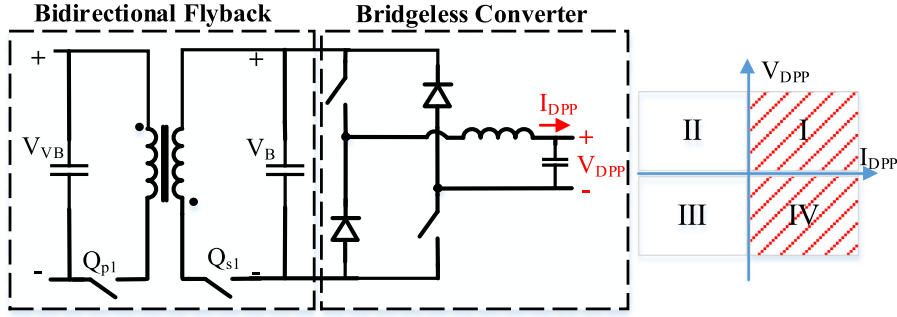 Bidirectional Flyback
Bridgeless Converter
+
V_VB
-
Q_p1
+
V_B
-
Q_s1
I_DPP
+
V_DPP
-
V_DPP
II
I
I_DPP
III
IV